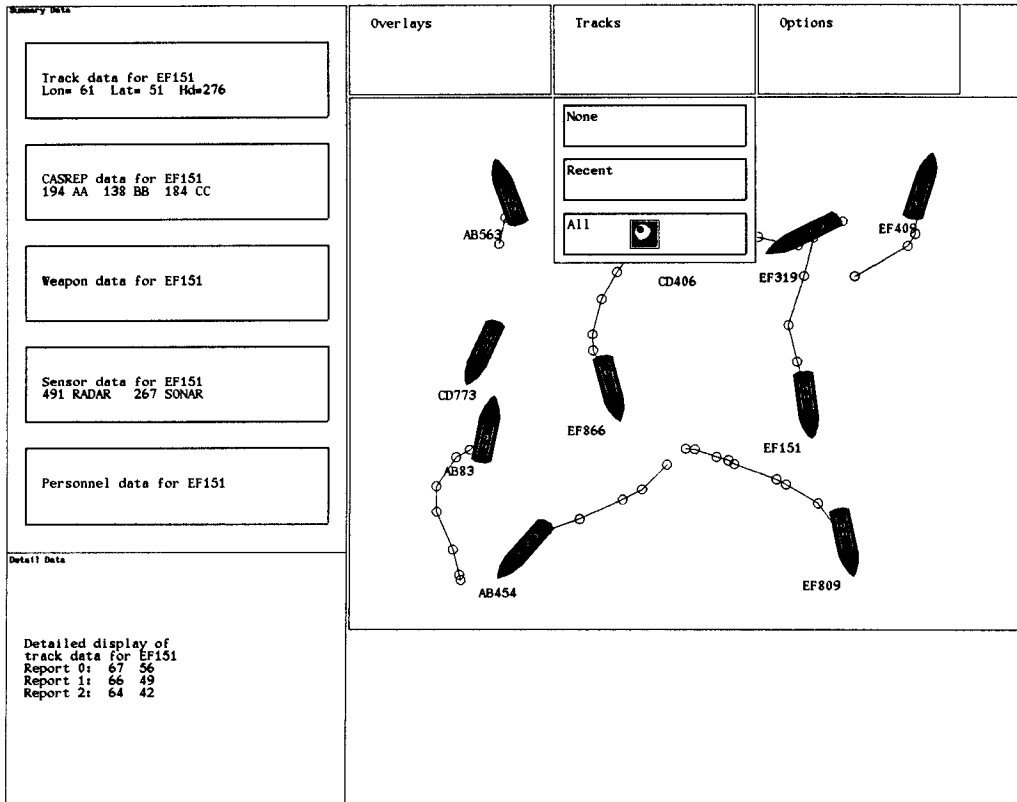 Summary Data
Track data for EF151
Lon= 61 Lat= 51 Hd=276
CASREP data for EF151
194 AA 138 BB 184 CC
Weapon data for EF151
Sensor data for EF151
491 RADAR 267 SONAR
Personnel data for EF151
Detail Data
Detailed display of
track data for EF151
Report 0: 67 56
Report 1: 66 49
Report 2: 64 42
Overlays
Tracks
Options
None
Recent
All
AB563
EF409
CD406
EF319
CD773
EF866
EF151
AB83
AB454
EF809